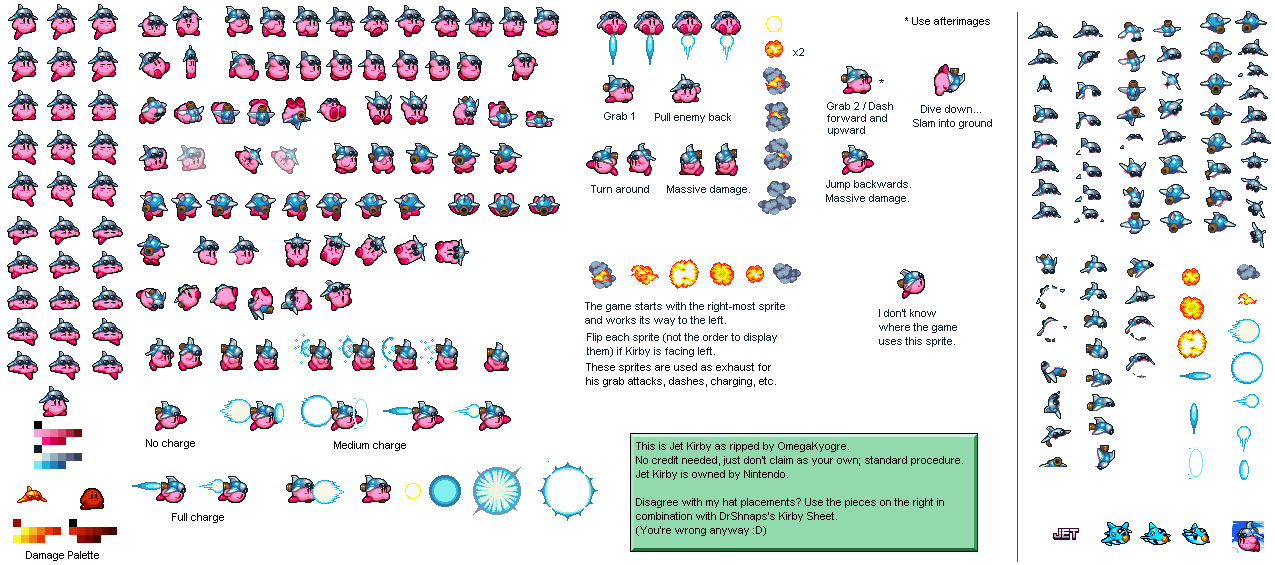 * Use afterimages
x2
Grab 1
Pull enemy back
*
Grab 2 / Dash
forward and
upward
Dive down...
Slam into ground
Turn around
Massive damage.
Jump backwards.
Massive damage.
The game starts with the right-most sprite
and works its way to the left.
Flip each sprite (not the order to display
them) if Kirby is facing left.
These sprites are used as exhaust for
his grab attacks, dashes, charging, etc.
I don't know
where the game
uses this sprite.
No charge
Medium charge
Full charge
Damage Palette
This is Jet Kirby as ripped by OmegaKyogre.
No credit needed, just don't claim as your own; standard procedure.
Jet Kirby is owned by Nintendo.
Disagree with my hat placements? Use the pieces on the right in
combination with DrShnaps's Kirby Sheet.
(You're wrong anyway :D)
JET